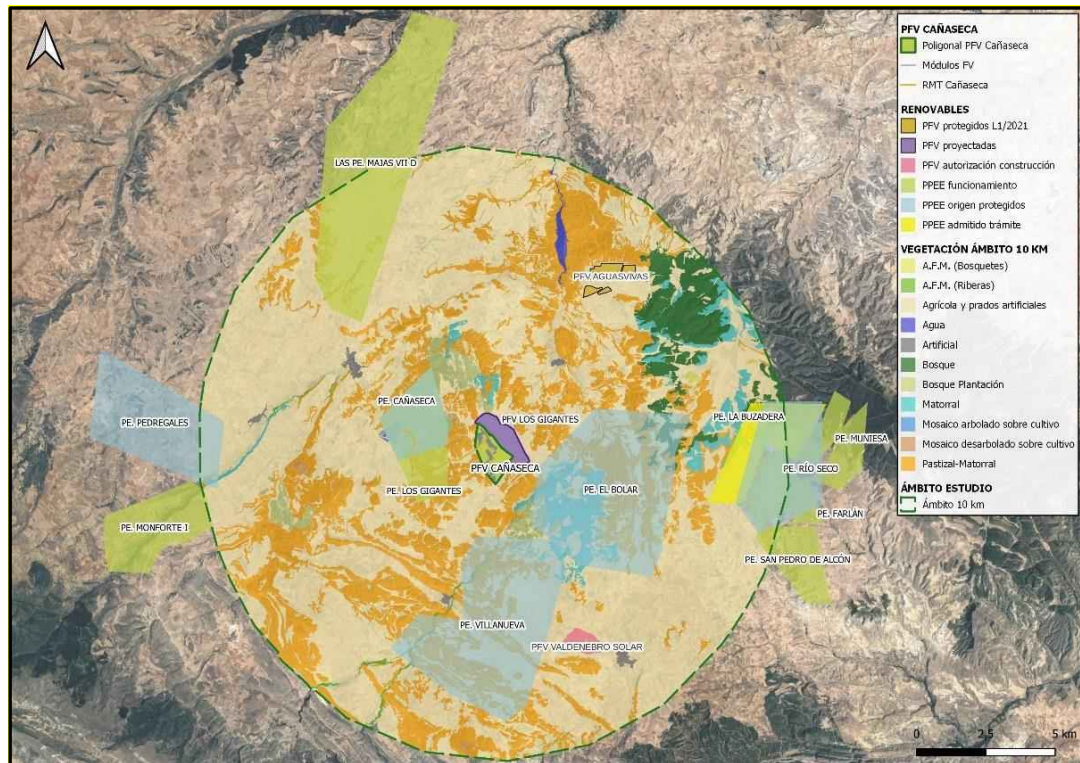 PFV CAÑASECA
Poligonal PFV Cañaseca
Módulos FV
RMT Cañaseca
RENOVABLES
PFV protegidos L1/2021
PFV proyectadas
PFV autorización construcción
PPEE funcionamiento
PPEE origen protegidos
PPEE admitido trámite
VEGETACIÓN ÁMBITO 10 KM
A.F.M. (Bosquetes)
A.F.M. (Riberas)
Agrícola y prados artificiales
Agua
Artificial
Bosque
Bosque Plantación
Matorral
Mosaico arbolado sobre cultivo
Mosaico desarbolado sobre cultivo
Pastizal-Matorral
ÁMBITO ESTUDIO
Ámbito 10 km
LAS PE. MAJAS VII D
PFV AGUASVIVAS
PE. CAÑASECA
PFV LOS GIGANTES
PE. LA BUZADERA
PE. PEDREGALES
PE. MUNIESA
PFV CAÑASECA
PE. RÍO SECO
PE. LOS GIGANTES
PE. EL BOLAR
PE. FARLÁN
PE. MONFORTE I
PE. SAN PEDRO DE ALCÓN
PE. VILLANUEVA
PFV VALDENEBRO SOLAR
0 2.5 5 km